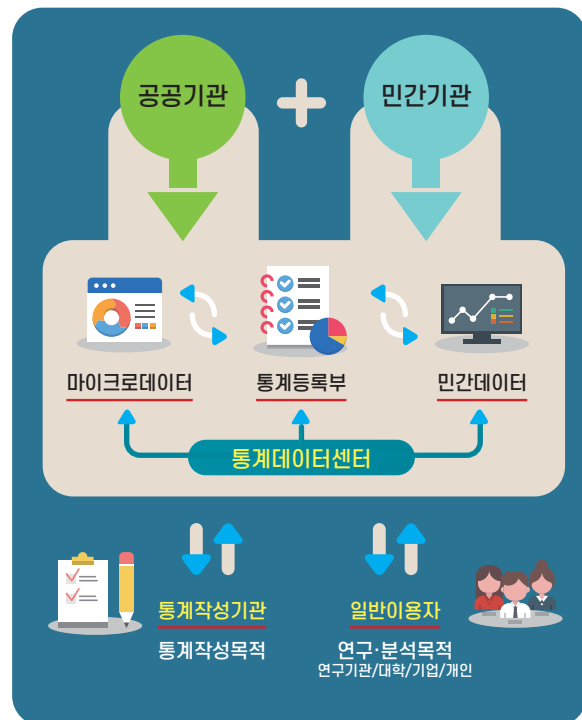 공공기관
+
민간기관
마이크로데이터
통계등록부
민간데이터
통계데이터센터
통계작성기관
통계작성목적
일반이용자
연구·분석목적
연구기관/대학/기업/개인